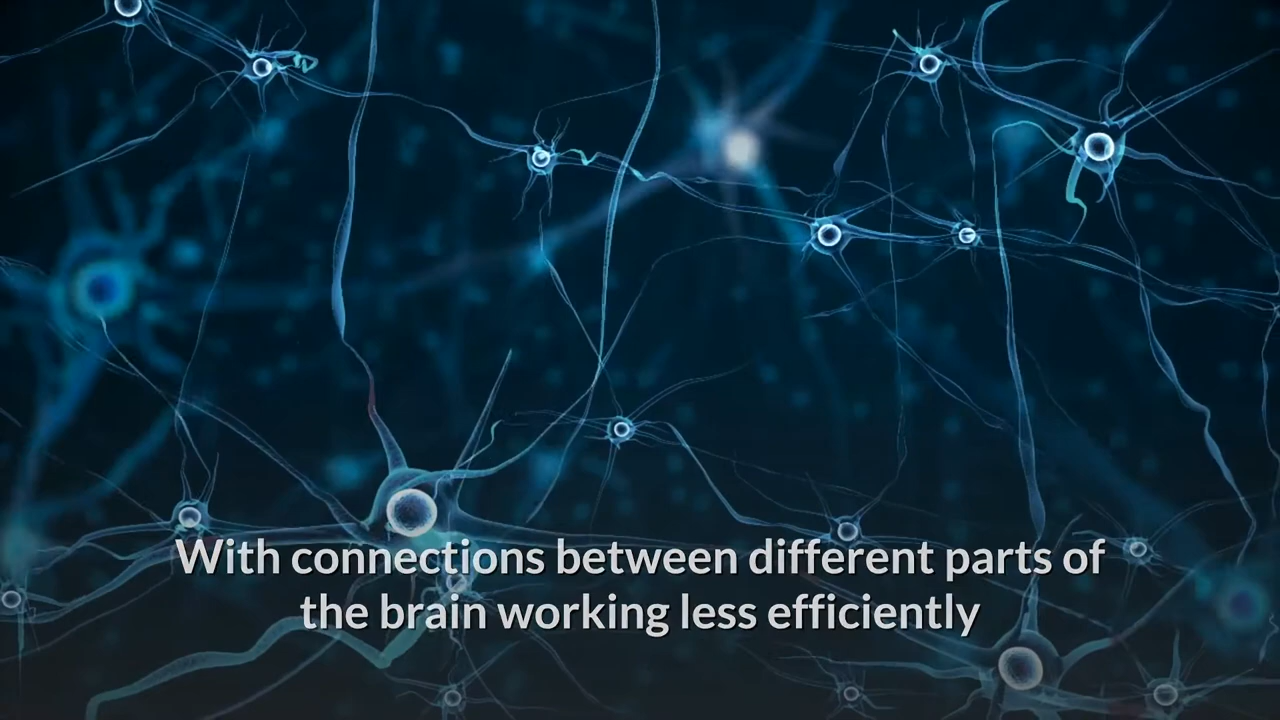 With connections between different parts of
the brain working less efficiently